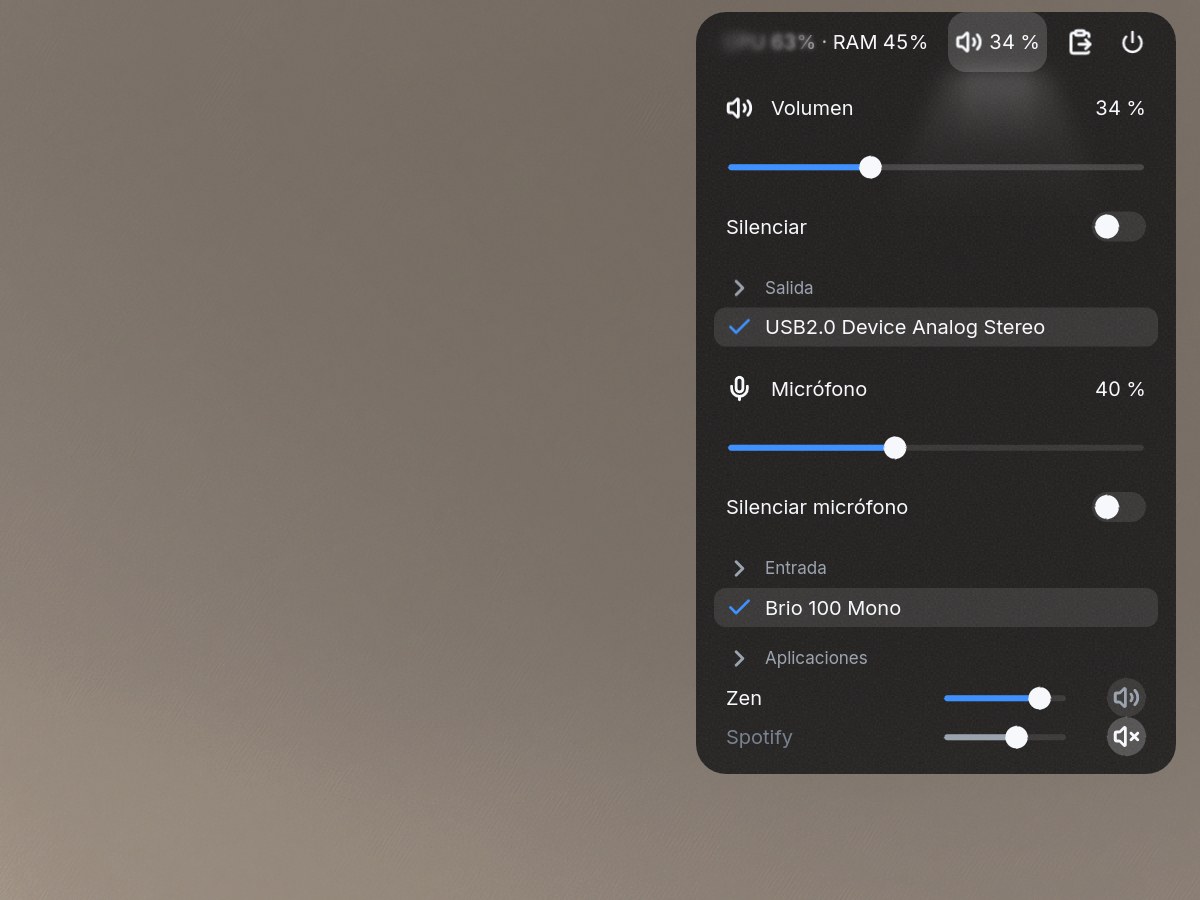 63% · RAM 45% 34 %
Volumen 34 %
Silenciar
Salida
USB2.0 Device Analog Stereo
Micrófono 40 %
Silenciar micrófono
Entrada
Brio 100 Mono
Aplicaciones
Zen
Spotify